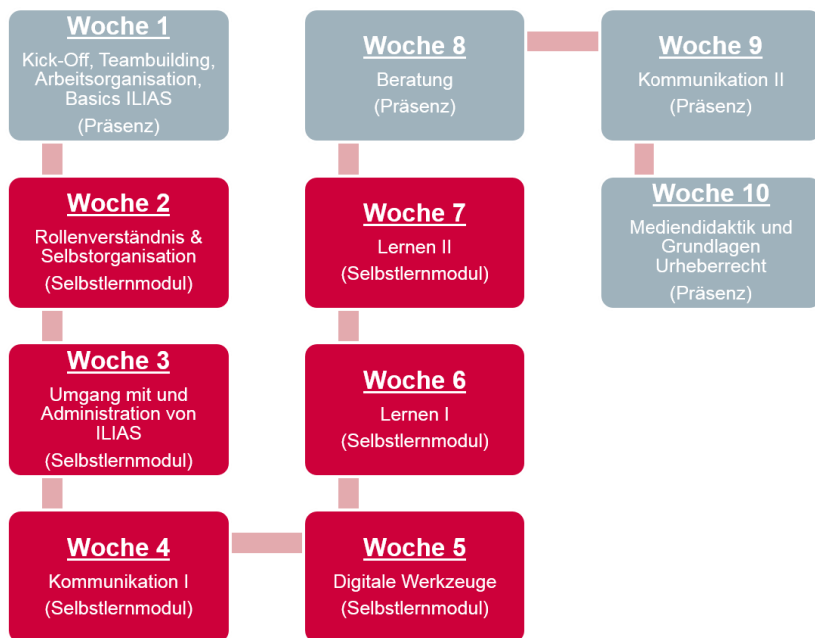 Woche 1
Kick-Off, Teambuilding,
Arbeitsorganisation,
Basics ILIAS
(Präsenz)
Woche 2
Rollenverständnis &
Selbstorganisation
(Selbstlernmodul)
Woche 3
Umgang mit und
Administration von
ILIAS
(Selbstlernmodul)
Woche 4
Kommunikation I
(Selbstlernmodul)
Woche 5
Digitale Werkzeuge
(Selbstlernmodul)
Woche 6
Lernen I
(Selbstlernmodul)
Woche 7
Lernen II
(Selbstlernmodul)
Woche 8
Beratung
(Präsenz)
Woche 9
Kommunikation II
(Präsenz)
Woche 10
Mediendidaktik und
Grundlagen
Urheberrecht
(Präsenz)